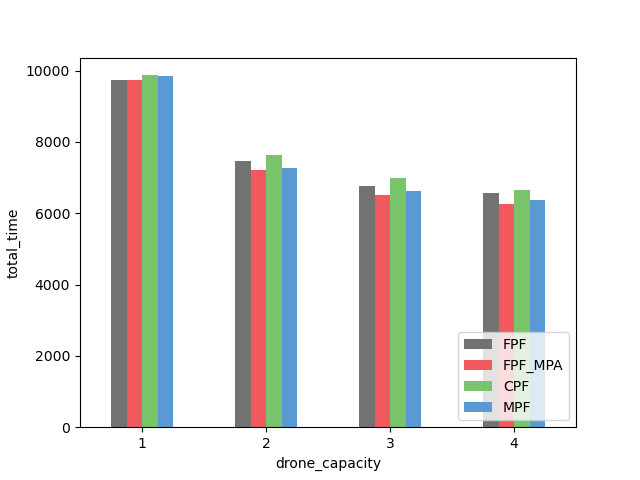 10000
8000
6000
4000
2000
0
total_time
1 2 3 4
drone_capacity
FPF
FPF_MPA
CPF
MPF